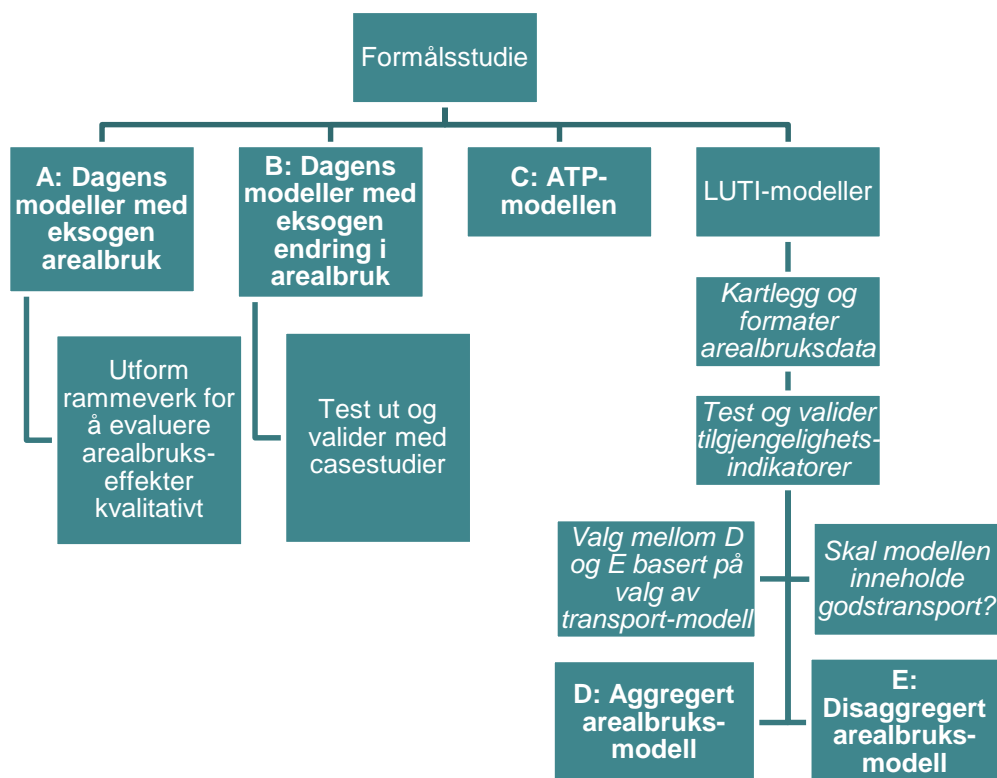 Formålsstudie
A: Dagens
modeller med
eksogen
arealbruk
B: Dagens
modeller med
eksogen
endring i
arealbruk
C: ATP-
modellen
LUTI-modeller
Utform
rammeverk for
å evaluere
arealbruks-
effekter
kvalitativt
Test ut og
valider med
casestudier
Kartlegg og
formater
arealbruksdata
Test og valider
tilgjengelighets-
indikatorer
Valg mellom D
og E basert på
valg av
transport-modell
Skal modellen
inneholde
godstransport?
D: Aggregert
arealbruks-
modell
E:
Disaggregert
arealbruks-
modell